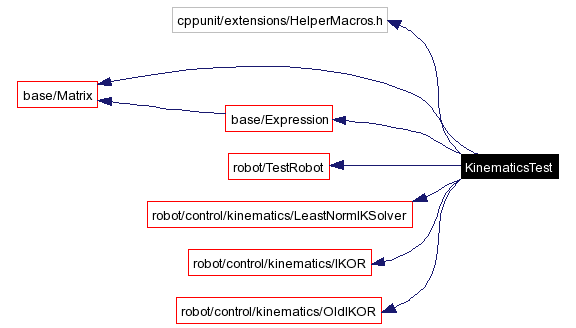 cppunit/extensions/HelperMacros.h
base/Matrix
base/Expression
robot/TestRobot
KinematicsTest
robot/control/kinematics/LeastNormIKSolver
robot/control/kinematics/IKOR
robot/control/kinematics/OldIKOR